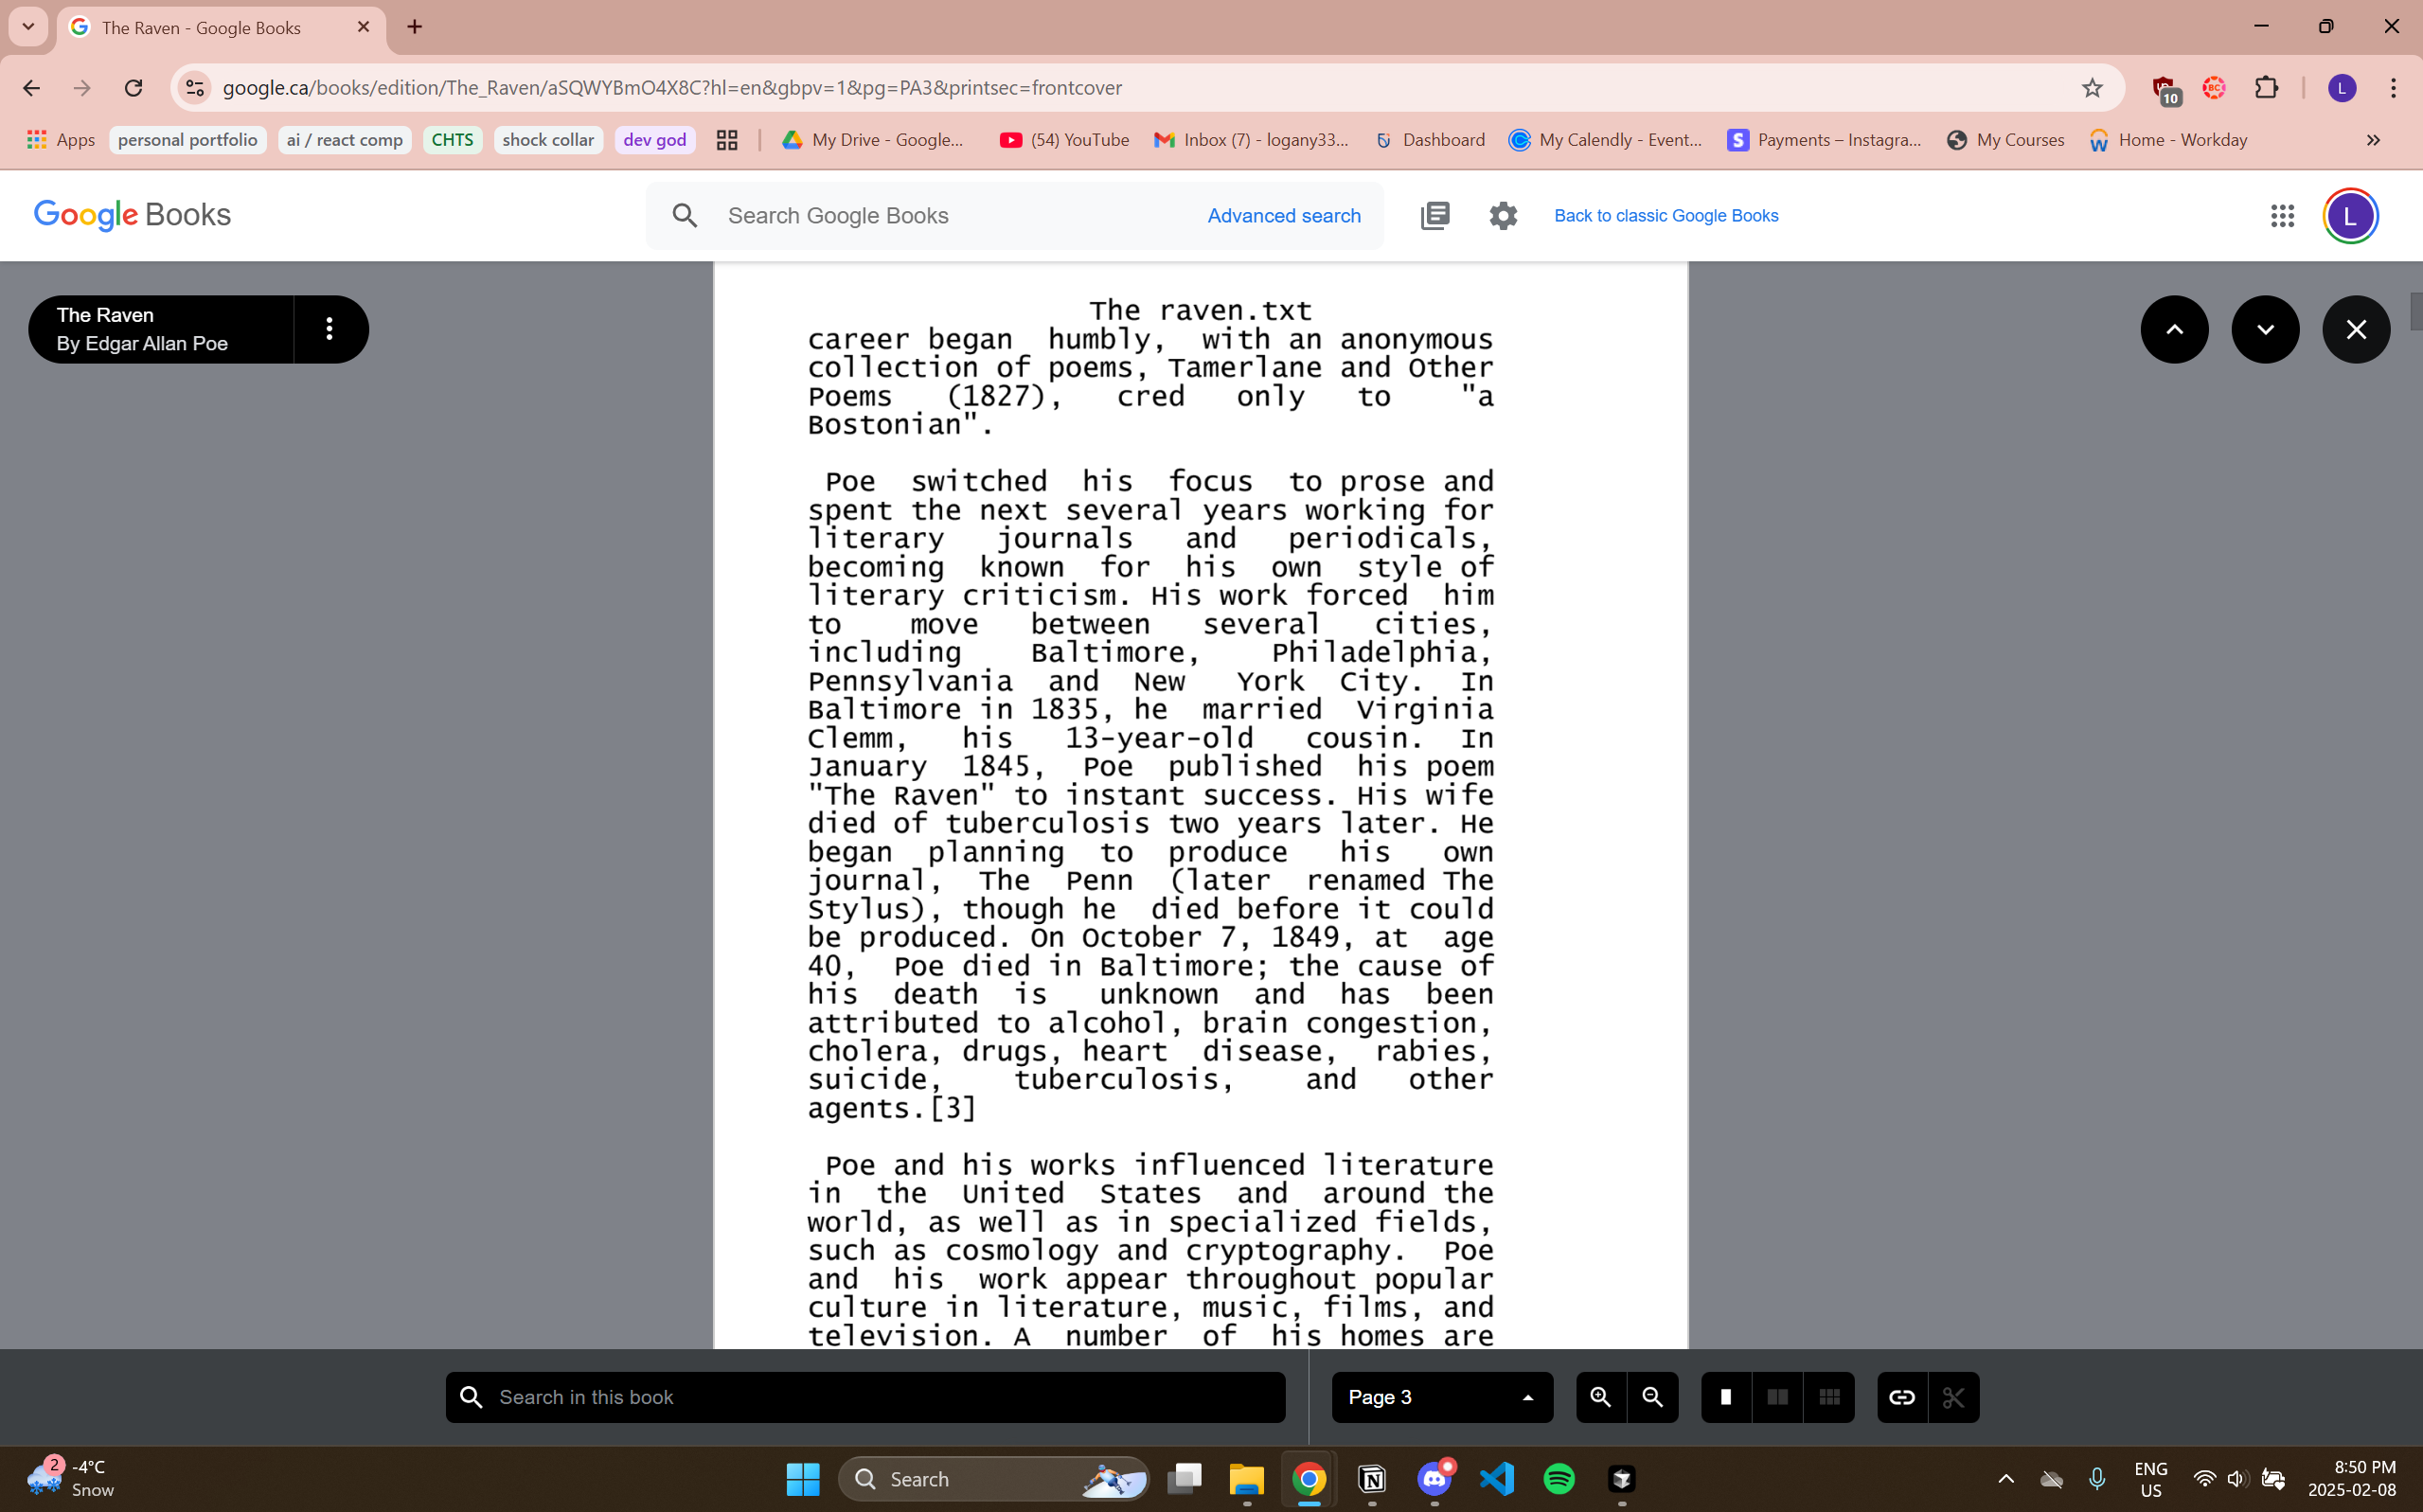 The Raven - Google Books
google.ca/books/edition/The_Raven/aSQWYBmO4X8C?hl=en&gbpv=1&pg=PA3&printsec=frontcover
10
BC
L
Apps
personal portfolio
ai / react comp
CHTS
shock collar
dev god
My Drive - Google...
(54) YouTube
Inbox (7) - logany33...
Dashboard
My Calendly - Event...
S
Payments – Instagra...
My Courses
Home - Workday
Google Books
Search Google Books
Advanced search
Back to classic Google Books
L
The Raven
By Edgar Allan Poe
The raven.txt
career began humbly, with an anonymous
collection of poems, Tamerlane and Other
Poems (1827), cred only to "a
Bostonian".
Poe switched his focus to prose and
spent the next several years working for
literary journals and periodicals,
becoming known for his own style of
literary criticism. His work forced him
to move between several cities,
including Baltimore, Philadelphia,
Pennsylvania and New York City. In
Baltimore in 1835, he married Virginia
Clemm, his 13-year-old cousin. In
January 1845, Poe published his poem
"The Raven" to instant success. His wife
died of tuberculosis two years later. He
began planning to produce his own
journal, The Penn (later renamed The
Stylus), though he died before it could
be produced. On October 7, 1849, at age
40, Poe died in Baltimore; the cause of
his death is unknown and has been
attributed to alcohol, brain congestion,
cholera, drugs, heart disease, rabies,
suicide, tuberculosis, and other
agents.[3]
Poe and his works influenced literature
in the United States and around the
world, as well as in specialized fields,
such as cosmology and cryptography. Poe
and his work appear throughout popular
culture in literature, music, films, and
television. A number of his homes are
Search in this book
Page 3
2
-4°C
Snow
Search
ENG
US
8:50 PM
2025-02-08